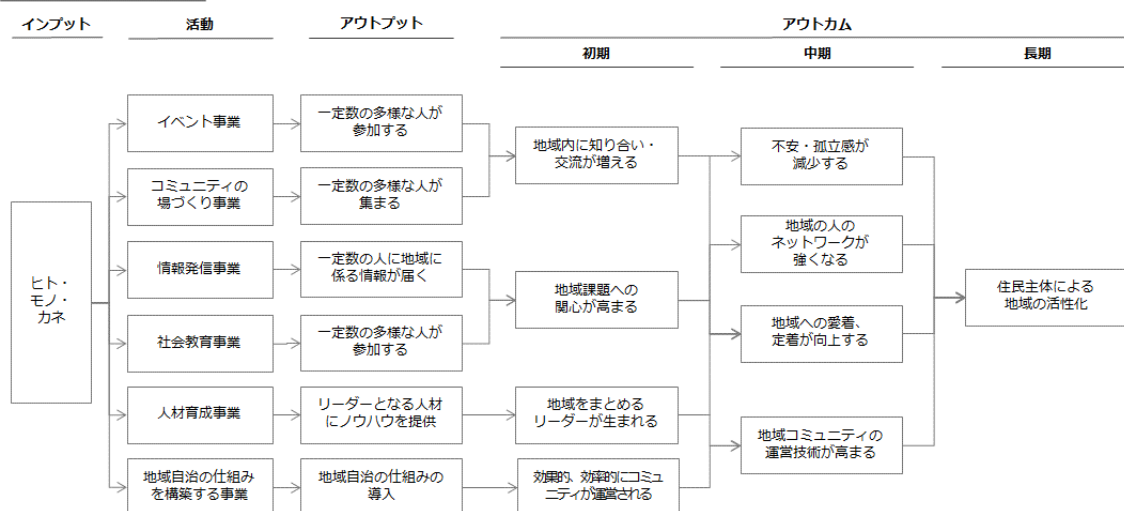 インプット
活動
アウトプット
アウトカム
初期
中期
長期
ヒト・
モノ・
カネ
イベント事業
コミュニティの
場づくり事業
情報発信事業
社会教育事業
人材育成事業
地域自治の仕組み
を構築する事業
一定数の多様な人が
参加する
一定数の多様な人が
集まる
一定数の人に地域に
係る情報が届く
一定数の多様な人が
参加する
リーダーとなる人材
にノウハウを提供
地域自治の仕組みの
導入
地域内に知り合い・
交流が増える
地域課題への
関心が高まる
地域をまとめる
リーダーが生まれる
効果的、効率的にコミュ
ニティが運営される
不安・孤立感が
減少する
地域の人の
ネットワークが
強くなる
地域への愛着、
定着が向上する
地域コミュニティの
運営技術が高まる
住民主体による
地域の活性化